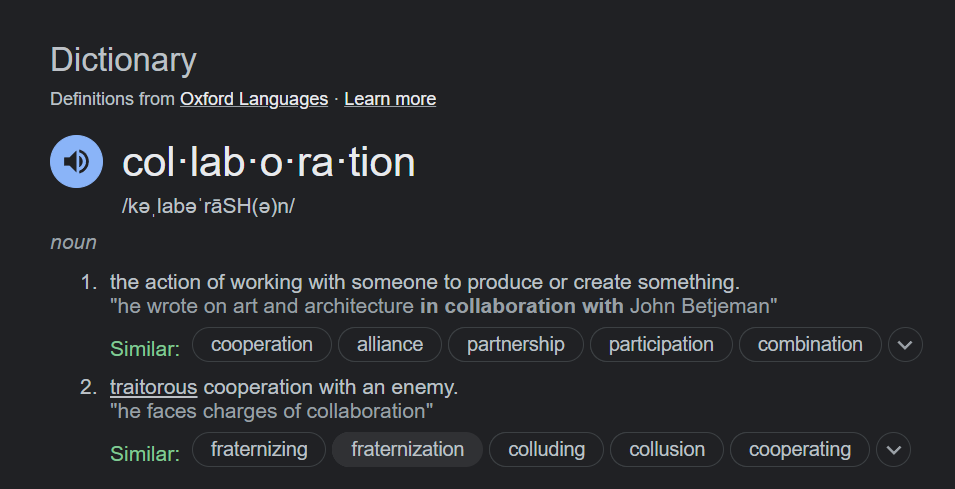 Dictionary
Definitions from Oxford Languages · Learn more
col·lab·o·ra·tion
/kəˌlabəˈrāSH(ə)n/
noun
1. the action of working with someone to produce or create something.
"he wrote on art and architecture in collaboration with John Betjeman"
Similar: cooperation alliance partnership participation combination
2. traitorous cooperation with an enemy.
"he faces charges of collaboration"
Similar: fraternizing fraternization colluding collusion cooperating